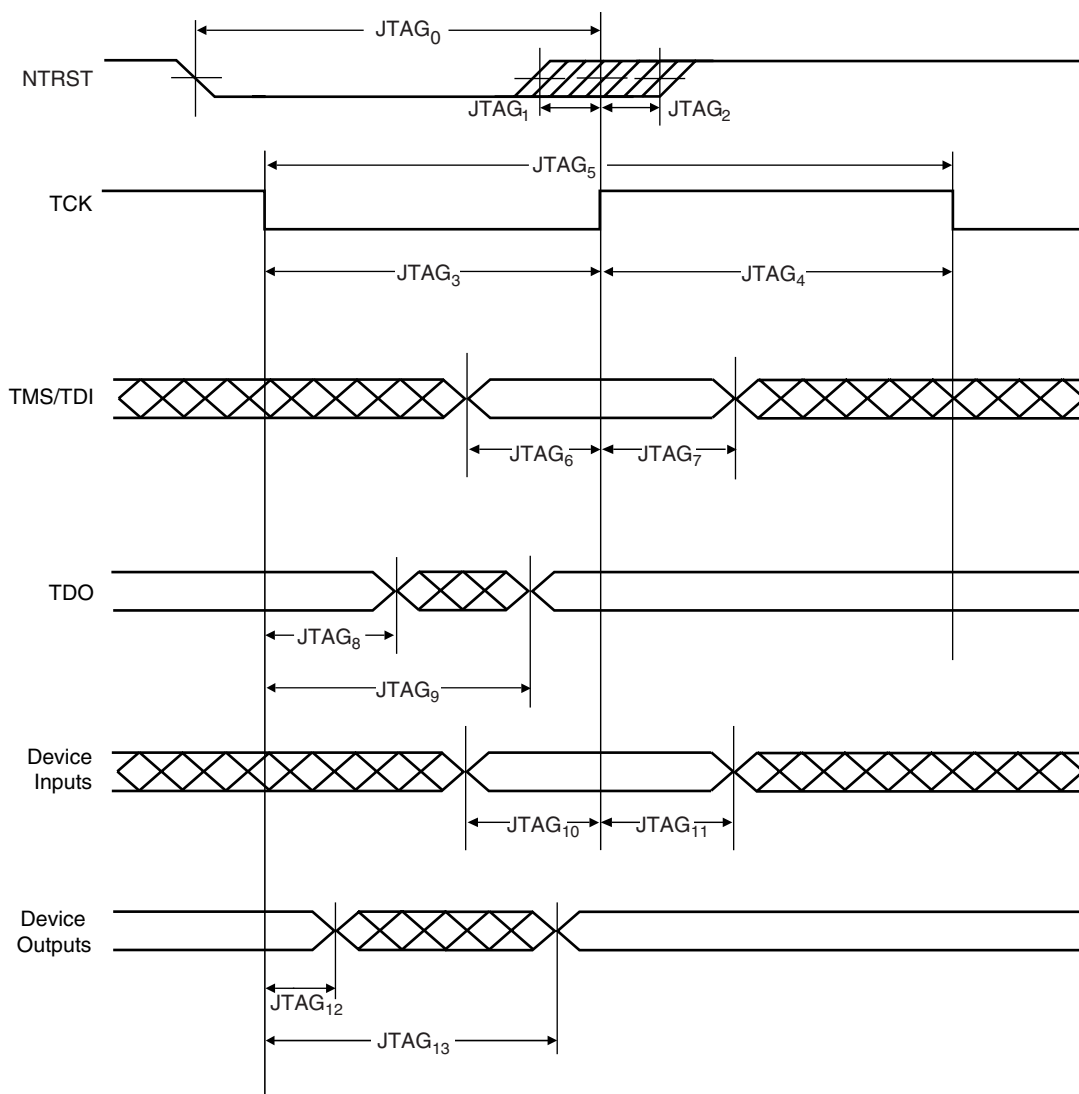 JTAG₀
NTRST
JTAG₁ JTAG₂
JTAG₅
TCK
JTAG₃ JTAG₄
TMS/TDI
JTAG₆ JTAG₇
TDO
JTAG₈
JTAG₉
Device
Inputs
JTAG₁₀ JTAG₁₁
Device
Outputs
JTAG₁₂
JTAG₁₃